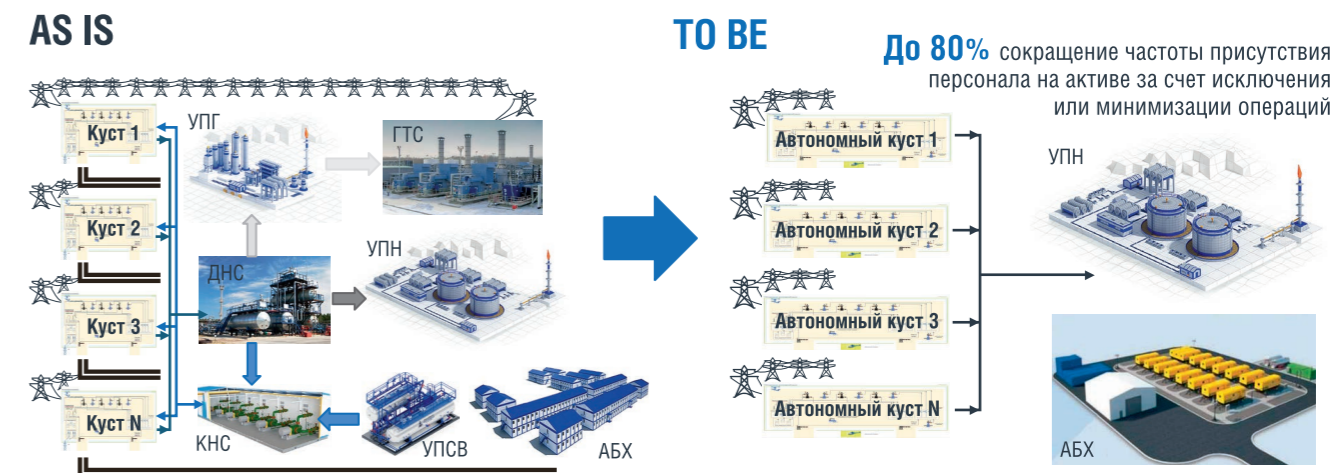 AS IS
Куст 1
Куст 2
Куст 3
Куст N
УПГ
ГТС
ДНС
УПН
КНС
УПСВ
АБХ
TO BE
До 80% сокращение частоты присутствия
персонала на активе за счет исключения
или минимизации операций
Автономный куст 1
Автономный куст 2
Автономный куст 3
Автономный куст N
УПН
АБХ